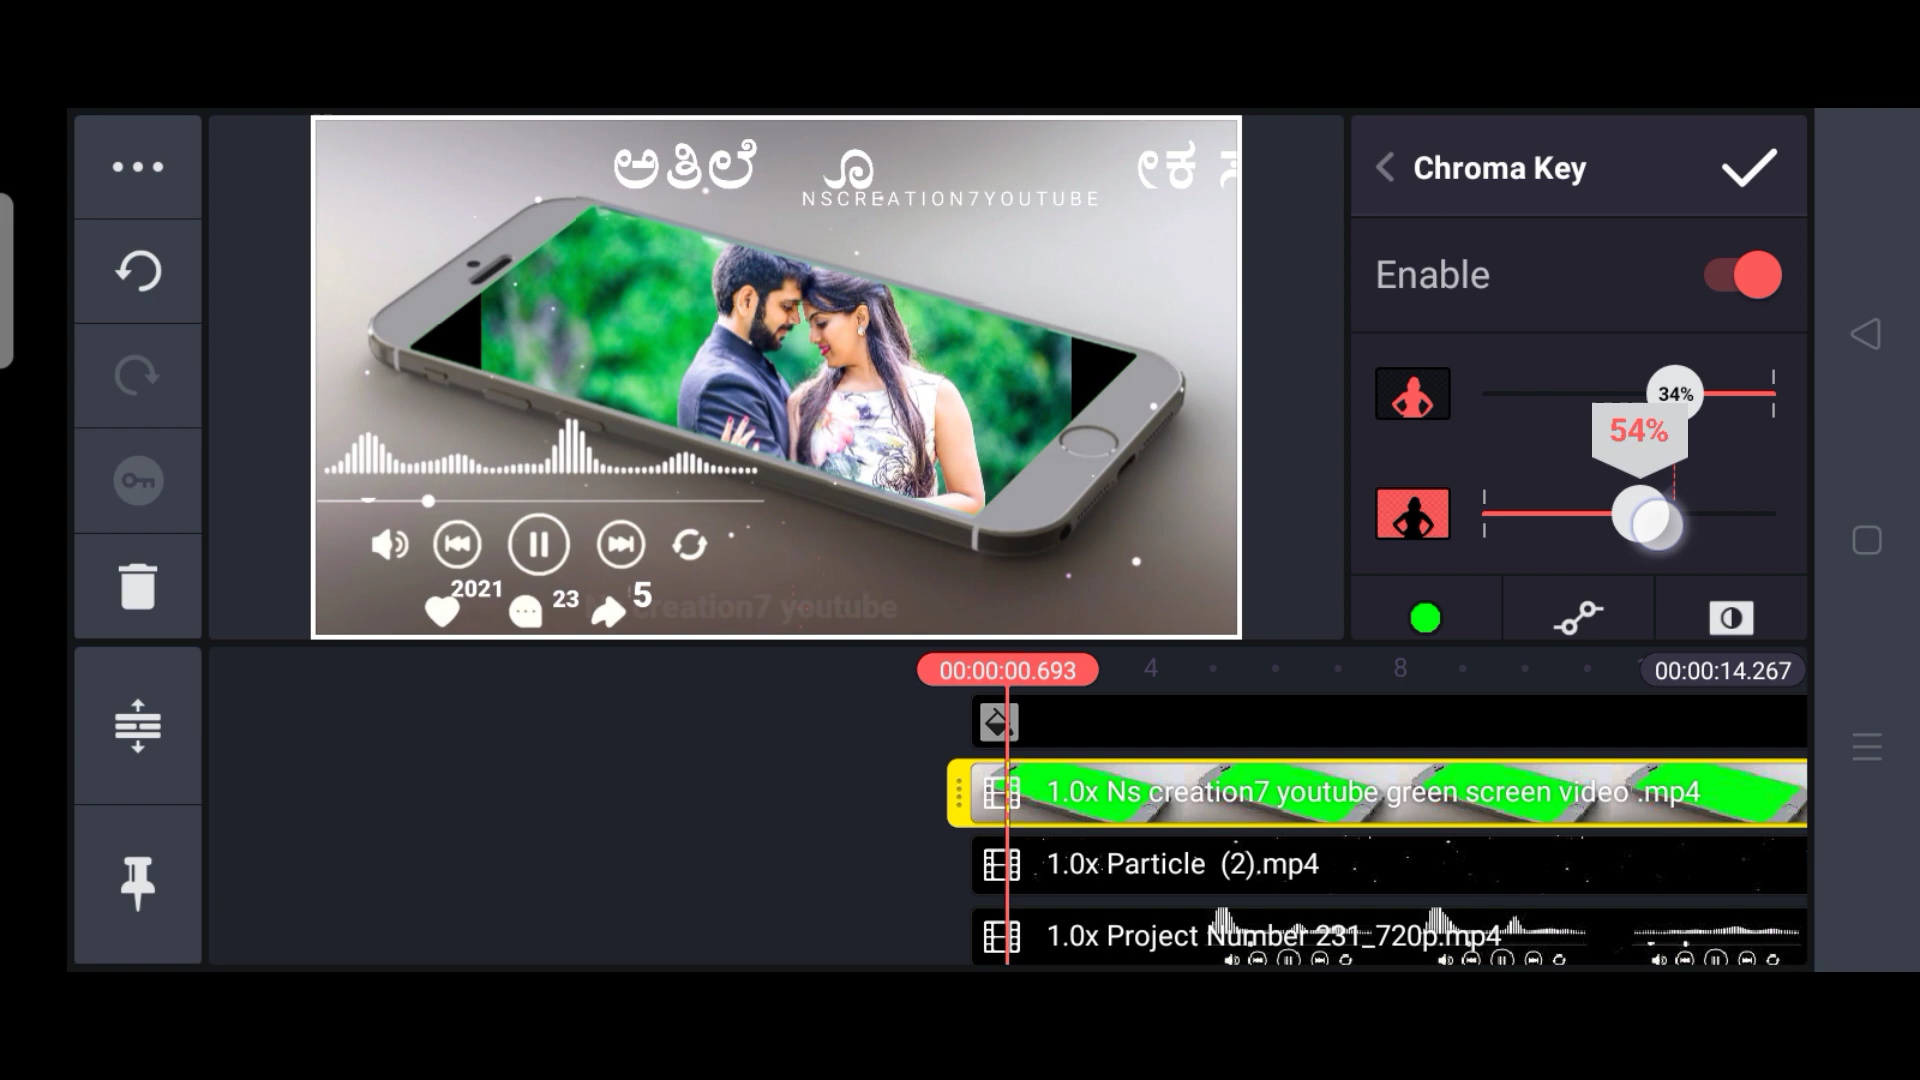 ಅತಿಲೆ ೂ ೀಕ
NSCREATION7YOUTUBE
2021
23
5
creation7 youtube
Chroma Key
Enable
34%
54%
00:00:00.693
4
8
00:00:14.267
1.0x Ns creation7 youtube green screen video .mp4
1.0x Particle (2).mp4
1.0x Project Number 231_720p.mp4